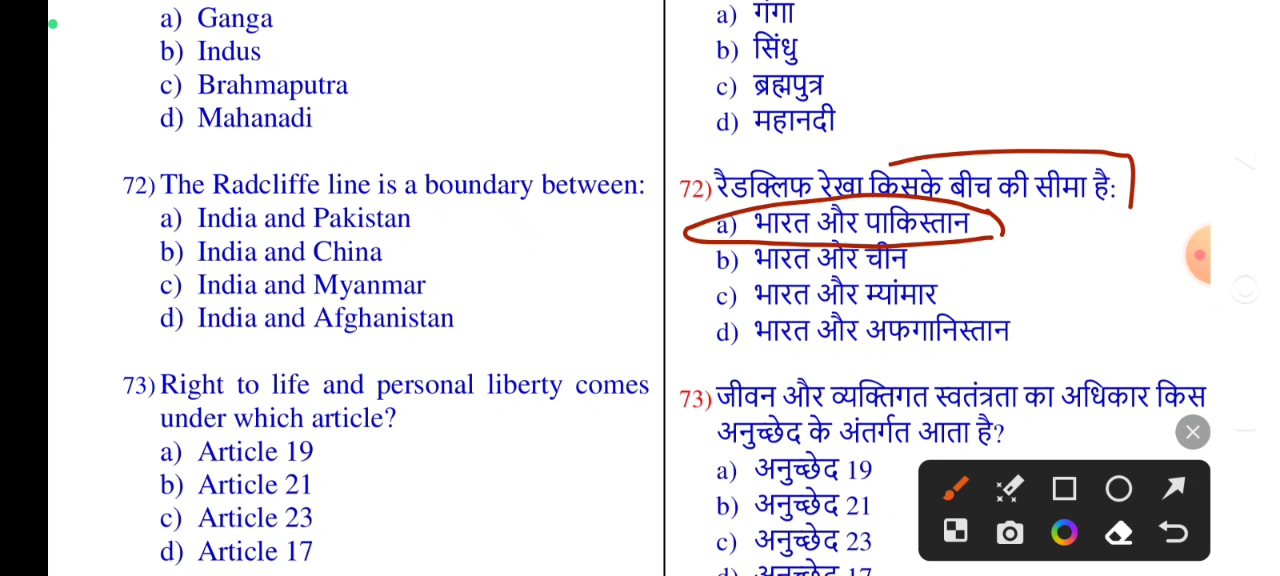 a) Ganga
b) Indus
c) Brahmaputra
d) Mahanadi
72) The Radcliffe line is a boundary between:
a) India and Pakistan
b) India and China
c) India and Myanmar
d) India and Afghanistan
73) Right to life and personal liberty comes
under which article?
a) Article 19
b) Article 21
c) Article 23
d) Article 17
a) गंगा
b) सिंधु
c) ब्रह्मपुत्र
d) महानदी
72) रैडक्लिफ रेखा किसके बीच की सीमा है:
a) भारत और पाकिस्तान
b) भारत और चीन
c) भारत और म्यांमार
d) भारत और अफगानिस्तान
73) जीवन और व्यक्तिगत स्वतंत्रता का अधिकार किस
अनुच्छेद के अंतर्गत आता है?
a) अनुच्छेद 19
b) अनुच्छेद 21
c) अनुच्छेद 23
d) अनुच्छेद 17